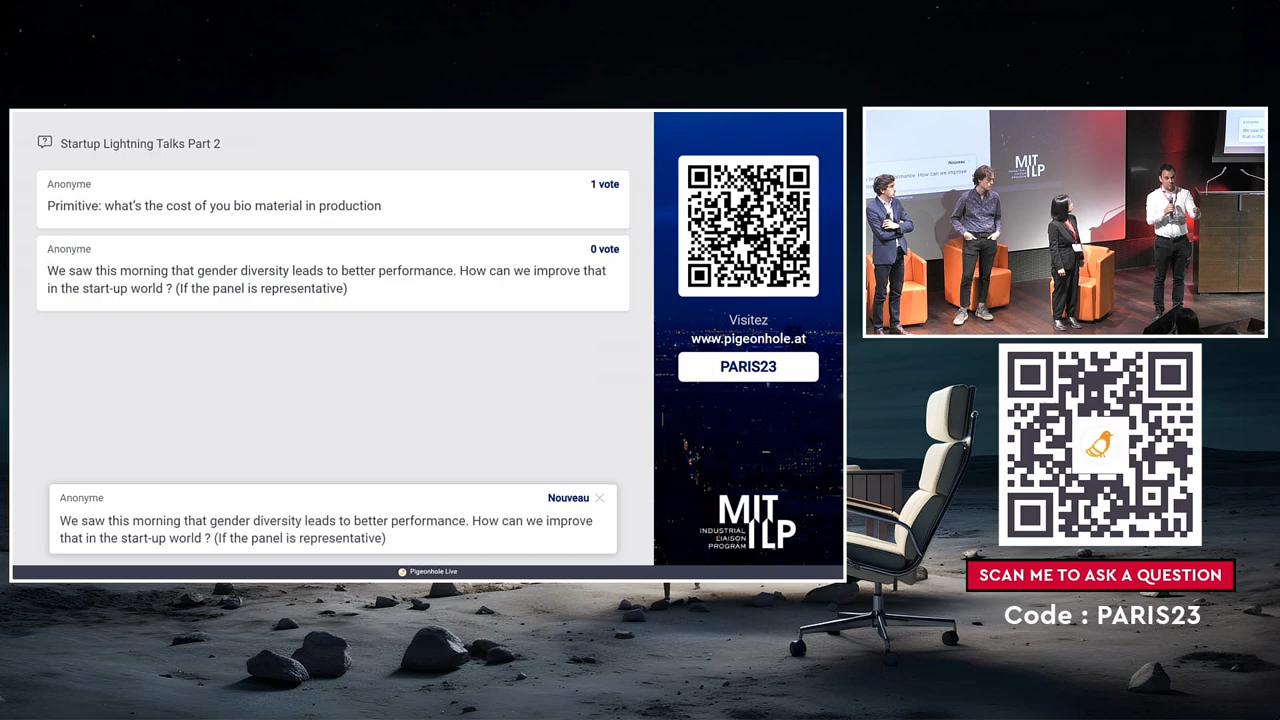 Startup Lightning Talks Part 2
Anonyme
1 vote
Primitive: what's the cost of you bio material in production
Anonyme
0 vote
We saw this morning that gender diversity leads to better performance. How can we improve that
in the start-up world ? (If the panel is representative)
Anonyme
Nouveau
We saw this morning that gender diversity leads to better performance. How can we improve
that in the start-up world ? (If the panel is representative)
Pigeonhole Live
Visitez
www.pigeonhole.at
PARIS23
MIT
INDUSTRIAL
LIAISON
PROGRAM
ILP
Nouveau
MIT
ILP
SCAN ME TO ASK A QUESTION
Code : PARIS23